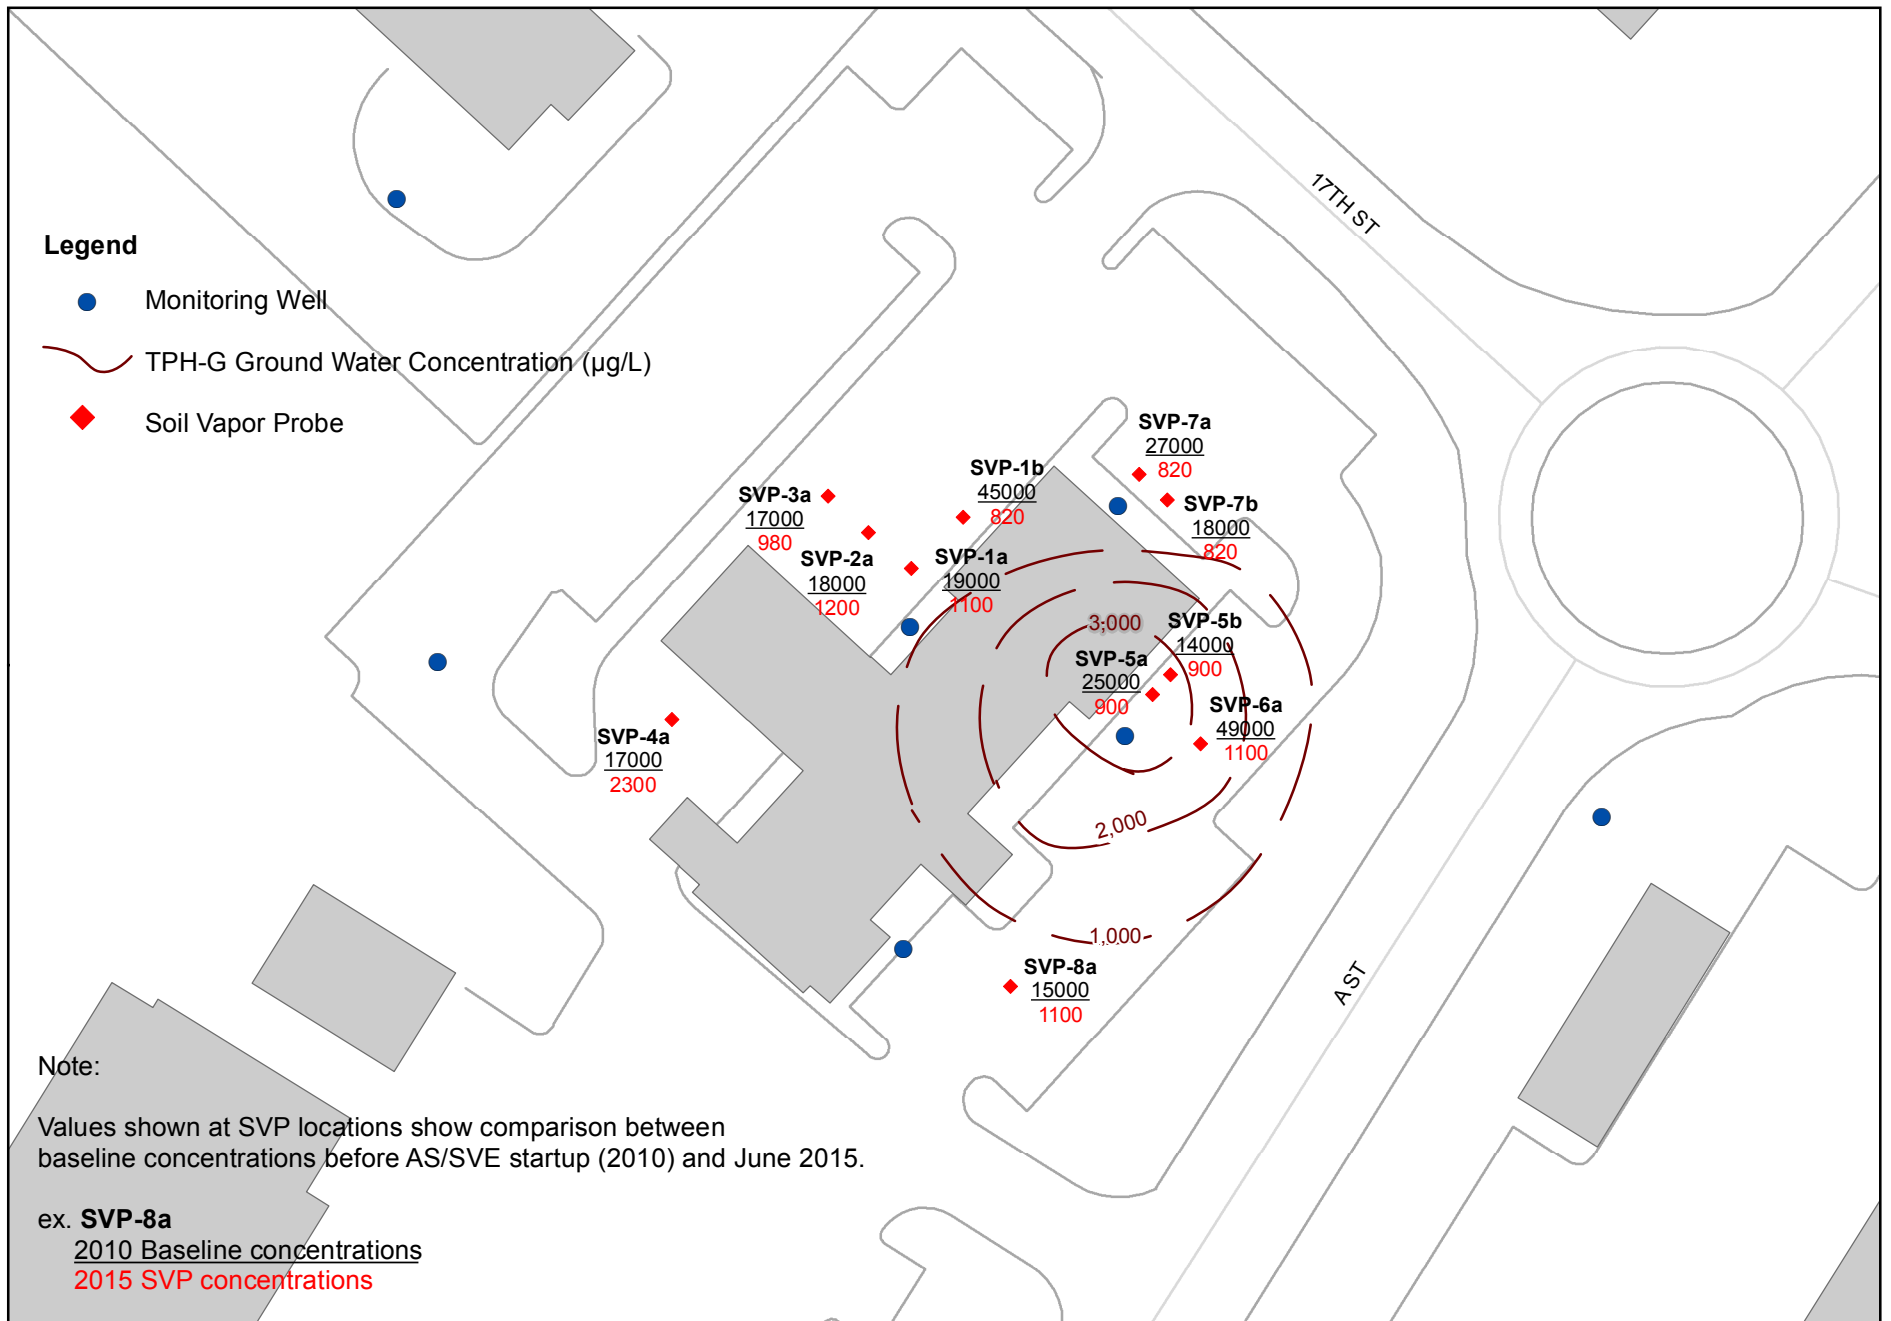 17TH ST
Legend
Monitoring Well
TPH-G Ground Water Concentration (µg/L)
Soil Vapor Probe
SVP-7a
27000
820
SVP-1b
45000
820
SVP-3a
17000
980
SVP-7b
18000
820
SVP-2a
18000
1200
SVP-1a
19000
1100
3,000
SVP-5b
14000
900
SVP-5a
25000
900
SVP-6a
49000
1100
SVP-4a
17000
2300
2,000
1,000
SVP-8a
15000
1100
A ST
Note:
Values shown at SVP locations show comparison between
baseline concentrations before AS/SVE startup (2010) and June 2015.
ex. SVP-8a
2010 Baseline concentrations
2015 SVP concentrations